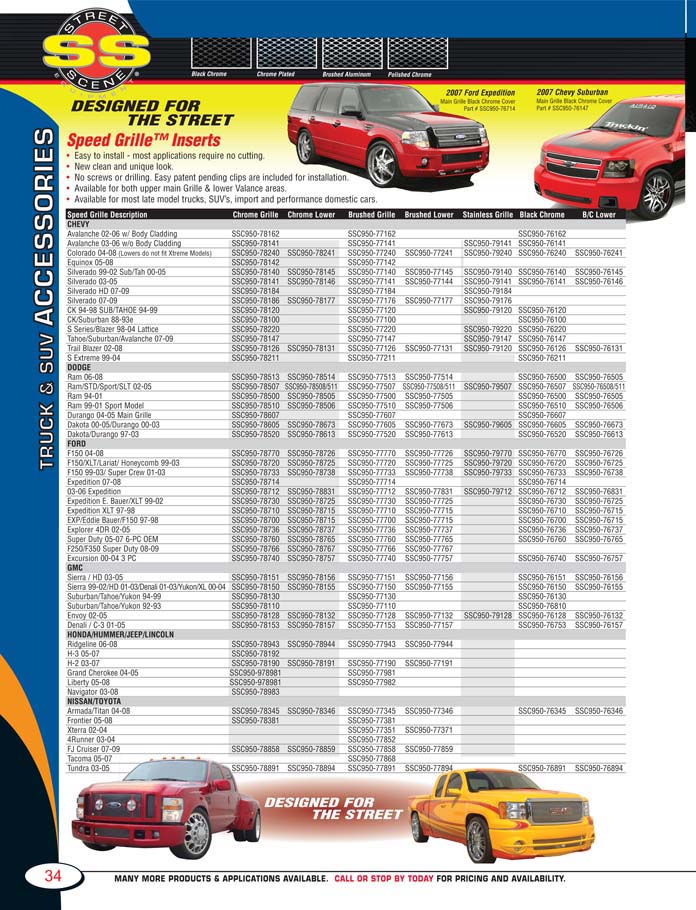 STREET
SS
SCENE
EQUIPMENT
Black Chrome
Chrome Plated
Brushed Aluminum
Polished Chrome
DESIGNED FOR
THE STREET
2007 Ford Expedition
Main Grille Black Chrome Cover
Part # SSC950-76714
2007 Chevy Suburban
Main Grille Black Chrome Cover
Part # SSC950-76147
Truckin'
Speed Grille™ Inserts
• Easy to install - most applications require no cutting.
• New clean and unique look.
• No screws or drilling. Easy patent pending clips are included for installation.
• Available for both upper main Grille & lower Valance areas.
• Available for most late model trucks, SUV's, import and performance domestic cars.
TRUCK & SUV ACCESSORIES
Speed Grille Description Chrome Grille Chrome Lower Brushed Grille Brushed Lower Stainless Grille Black Chrome B/C Lower
CHEVY
Avalanche 02-06 w/ Body Cladding SSC950-78162 SSC950-77162 SSC950-76162
Avalanche 03-06 w/o Body Cladding SSC950-78141 SSC950-77141 SSC950-79141 SSC950-76141
Colorado 04-08 (Lowers do not fit Xtreme Models) SSC950-78240 SSC950-78241 SSC950-77240 SSC950-77241 SSC950-79240 SSC950-76240 SSC950-76241
Equinox 05-08 SSC950-78142 SSC950-77142
Silverado 99-02 Sub/Tah 00-05 SSC950-78140 SSC950-78145 SSC950-77140 SSC950-77145 SSC950-79140 SSC950-76140 SSC950-76145
Silverado 03-05 SSC950-78141 SSC950-78146 SSC950-77141 SSC950-77144 SSC950-79141 SSC950-76141 SSC950-76146
Silverado HD 07-09 SSC950-78184 SSC950-77184 SSC950-79184
Silverado 07-09 SSC950-78186 SSC950-78177 SSC950-77176 SSC950-77177 SSC950-79176
CK 94-98 SUB/TAHOE 94-99 SSC950-78120 SSC950-77120 SSC950-79120 SSC950-76120
CK/Suburban 88-93e SSC950-78100 SSC950-77100 SSC950-76100
S Series/Blazer 98-04 Lattice SSC950-78220 SSC950-77220 SSC950-79220 SSC950-76220
Tahoe/Suburban/Avalanche 07-09 SSC950-78147 SSC950-77147 SSC950-79147 SSC950-76147
Trail Blazer 02-08 SSC950-78126 SSC950-78131 SSC950-77126 SSC950-77131 SSC950-79120 SSC950-76126 SSC950-76131
S Extreme 99-04 SSC950-78211 SSC950-77211 SSC950-76211
DODGE
Ram 06-08 SSC950-78513 SSC950-78514 SSC950-77513 SSC950-77514 SSC950-76500 SSC950-76505
Ram/STD/Sport/SLT 02-05 SSC950-78507 SSC950-78508/511 SSC950-77507 SSC950-77508/511 SSC950-79507 SSC950-76507 SSC950-76508/511
Ram 94-01 SSC950-78500 SSC950-78505 SSC950-77500 SSC950-77505 SSC950-76500 SSC950-76505
Ram 99-01 Sport Model SSC950-78510 SSC950-78506 SSC950-77510 SSC950-77506 SSC950-76510 SSC950-76506
Durango 04-05 Main Grille SSC950-78607 SSC950-77607 SSC950-76607
Dakota 00-05/Durango 00-03 SSC950-78605 SSC950-78673 SSC950-77605 SSC950-77673 SSC950-79605 SSC950-76605 SSC950-76673
Dakota/Durango 97-03 SSC950-78520 SSC950-78613 SSC950-77520 SSC950-77613 SSC950-76520 SSC950-76613
FORD
F150 04-08 SSC950-78770 SSC950-78726 SSC950-77770 SSC950-77726 SSC950-79770 SSC950-76770 SSC950-76726
F150/XLT/Lariat/ Honeycomb 99-03 SSC950-78720 SSC950-78725 SSC950-77720 SSC950-77725 SSC950-79720 SSC950-76720 SSC950-76725
F150 99-03/ Super Crew 01-03 SSC950-78733 SSC950-78738 SSC950-77733 SSC950-77738 SSC950-79733 SSC950-76733 SSC950-76738
Expedition 07-08 SSC950-78714 SSC950-77714 SSC950-76714
03-06 Expedition SSC950-78712 SSC950-78831 SSC950-77712 SSC950-77831 SSC950-79712 SSC950-76712 SSC950-76831
Expedition E. Bauer/XLT 99-02 SSC950-78730 SSC950-78725 SSC950-77730 SSC950-77725 SSC950-76730 SSC950-76725
Expedition XLT 97-98 SSC950-78710 SSC950-78715 SSC950-77710 SSC950-77715 SSC950-76710 SSC950-76715
EXP/Eddie Bauer/F150 97-98 SSC950-78700 SSC950-78715 SSC950-77700 SSC950-77715 SSC950-76700 SSC950-76715
Explorer 4DR 02-05 SSC950-78736 SSC950-78737 SSC950-77736 SSC950-77737 SSC950-76736 SSC950-76737
Super Duty 05-07 6-PC OEM SSC950-78760 SSC950-78765 SSC950-77760 SSC950-77765 SSC950-76760 SSC950-76765
F250/F350 Super Duty 08-09 SSC950-78766 SSC950-78767 SSC950-77766 SSC950-77767
Excursion 00-04 3 PC SSC950-78740 SSC950-78757 SSC950-77740 SSC950-77757 SSC950-76740 SSC950-76757
GMC
Sierra / HD 03-05 SSC950-78151 SSC950-78156 SSC950-77151 SSC950-77156 SSC950-76151 SSC950-76156
Sierra 99-02/HD 01-03/Denali 01-03/Yukon/XL 00-04 SSC950-78150 SSC950-78155 SSC950-77150 SSC950-77155 SSC950-76150 SSC950-76155
Suburban/Tahoe/Yukon 94-99 SSC950-78130 SSC950-77130 SSC950-76130
Suburban/Tahoe/Yukon 92-93 SSC950-78110 SSC950-77110 SSC950-76810
Envoy 02-05 SSC950-78128 SSC950-78132 SSC950-77128 SSC950-77132 SSC950-79128 SSC950-76128 SSC950-76132
Denali / C-3 01-05 SSC950-78153 SSC950-78157 SSC950-77153 SSC950-77157 SSC950-76753 SSC950-76157
HONDA/HUMMER/JEEP/LINCOLN
Ridgeline 06-08 SSC950-78943 SSC950-78944 SSC950-77943 SSC950-77944
H-3 05-07 SSC950-78192
H-2 03-07 SSC950-78190 SSC950-78191 SSC950-77190 SSC950-77191
Grand Cherokee 04-05 SSC950-978981 SSC950-77981
Liberty 05-08 SSC950-978981 SSC950-77982
Navigator 03-08 SSC950-78983
NISSAN/TOYOTA
Armada/Titan 04-08 SSC950-78345 SSC950-78346 SSC950-77345 SSC950-77346 SSC950-76345 SSC950-76346
Frontier 05-08 SSC950-78381 SSC950-77381
Xterra 02-04 SSC950-77351 SSC950-77371
4Runner 03-04 SSC950-77852
FJ Cruiser 07-09 SSC950-78858 SSC950-78859 SSC950-77858 SSC950-77859
Tacoma 05-07 SSC950-77868
Tundra 03-05 SSC950-78891 SSC950-78894 SSC950-77891 SSC950-77894 SSC950-76891 SSC950-76894
DESIGNED FOR
THE STREET
34
MANY MORE PRODUCTS & APPLICATIONS AVAILABLE. CALL OR STOP BY TODAY FOR PRICING AND AVAILABILITY.